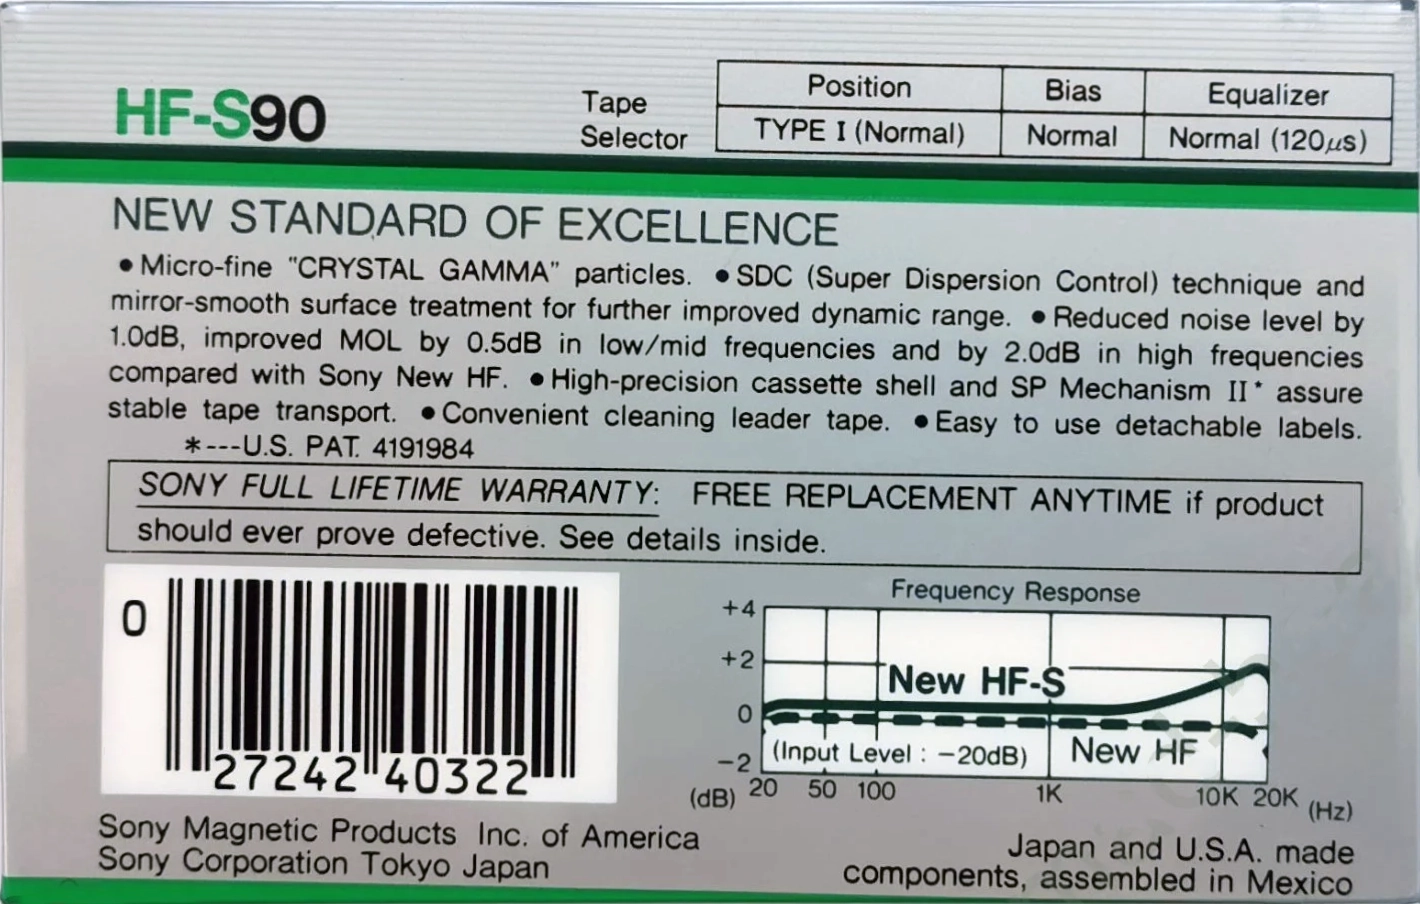 HF-S90
Tape
Selector
Position Bias Equalizer
TYPE I (Normal) Normal Normal (120μs)
NEW STANDARD OF EXCELLENCE
●Micro-fine "CRYSTAL GAMMA" particles. ●SDC (Super Dispersion Control) technique and
mirror-smooth surface treatment for further improved dynamic range. ●Reduced noise level by
1.0dB, improved MOL by 0.5dB in low/mid frequencies and by 2.0dB in high frequencies
compared with Sony New HF. ●High-precision cassette shell and SP Mechanism II* assure
stable tape transport. ●Convenient cleaning leader tape. ●Easy to use detachable labels.
*---U.S. PAT. 4191984
SONY FULL LIFETIME WARRANTY: FREE REPLACEMENT ANYTIME if product
should ever prove defective. See details inside.
0
27242 40322
Frequency Response
+4
+2
0
-2
(dB)
New HF-S
(Input Level : -20dB)
New HF
20 50 100 1K 10K 20K (Hz)
Sony Magnetic Products Inc. of America
Sony Corporation Tokyo Japan
Japan and U.S.A. made
components, assembled in Mexico